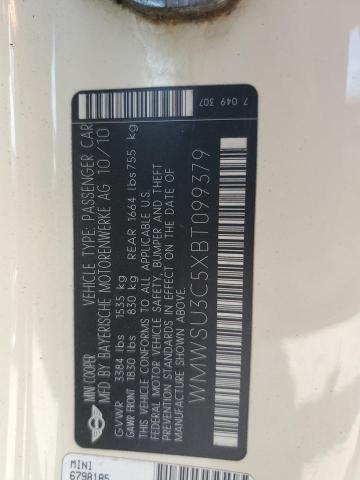 MINI COOPER VEHICLE TYPE: PASSENGER CAR
MFD BY BAYERISCHE MOTORENWERKE AG 10/10
GVWR 3384 lbs 1535 kg
GAWR FRONT 1830 lbs 830 kg REAR 1664 lbs 755 kg
THIS VEHICLE CONFORMS TO ALL APPLICABLE U.S.
FEDERAL MOTOR VEHICLE SAFETY, BUMPER AND THEFT
PREVENTION STANDARDS IN EFFECT ON THE
DATE OF MANUFACTURE SHOWN ABOVE.
WMWSU3C5XBT099379
7 049 307
MINI
6798185